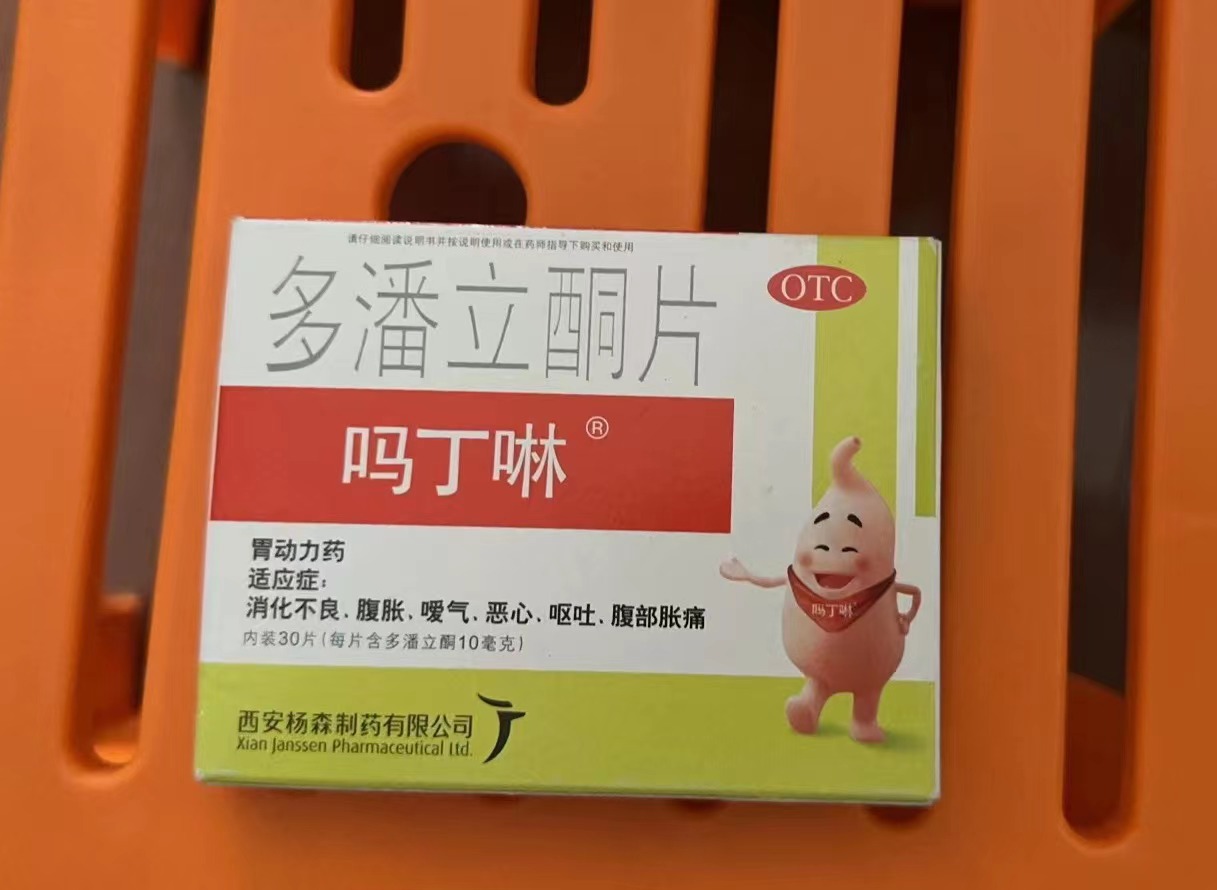 请仔细阅读说明书并按说明使用或在药师指导下购买和使用
多潘立酮片
OTC
吗丁啉®
胃动力药
适应症：
消化不良、腹胀、嗳气、恶心、呕吐、腹部胀痛
内装30片（每片含多潘立酮10毫克）
吗丁啉
西安杨森制药有限公司
Xian Janssen Pharmaceutical Ltd.